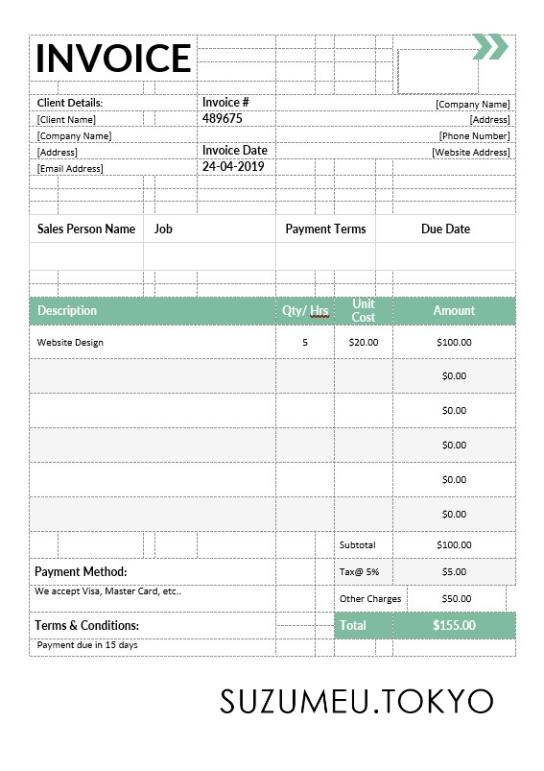 INVOICE
Client Details:
Invoice #
[Company Name]
[Client Name]
489675
[Address]
[Company Name]
[Phone Number]
[Address]
Invoice Date
[Website Address]
[Email Address]
24-04-2019
Sales Person Name Job Payment Terms Due Date
Description Qty/ Hrs Unit Cost Amount
Website Design 5 $20.00 $100.00
$0.00
$0.00
$0.00
$0.00
$0.00
Subtotal $100.00
Payment Method: Tax@ 5% $5.00
We accept Visa, Master Card, etc..
Other Charges $50.00
Terms & Conditions: Total $155.00
Payment due in 15 days
SUZUMEU.TOKYO